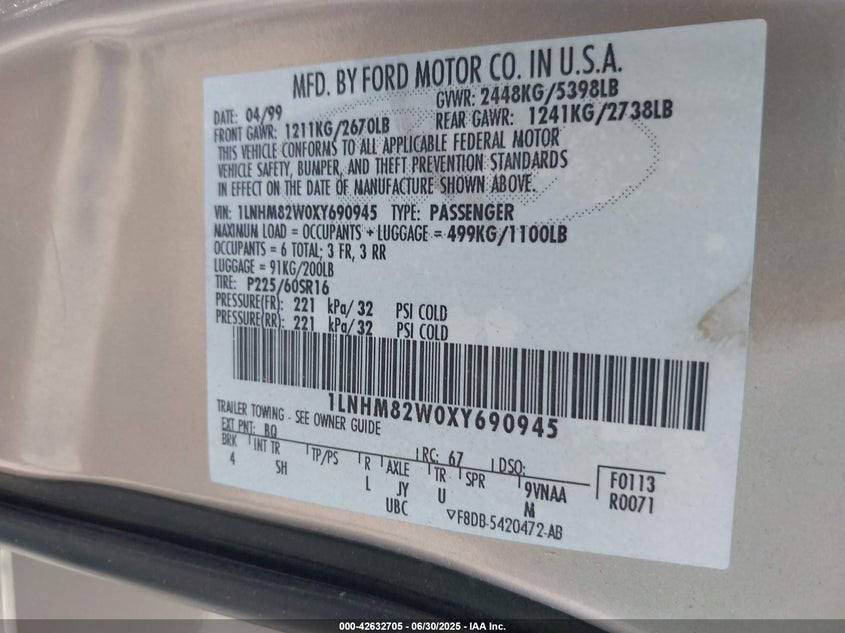 MFD. BY FORD MOTOR CO. IN U.S.A.
DATE: 04/99 GVWR: 2448KG/5398LB
FRONT GAWR: 1211KG/2670LB REAR GAWR: 1241KG/2738LB
THIS VEHICLE CONFORMS TO ALL APPLICABLE FEDERAL MOTOR
VEHICLE SAFETY, BUMPER, AND THEFT PREVENTION STANDARDS
IN EFFECT ON THE DATE OF MANUFACTURE SHOWN ABOVE.
VIN: 1LNHM82W0XY690945 TYPE: PASSENGER
MAXIMUM LOAD = OCCUPANTS + LUGGAGE = 499KG/1100LB
OCCUPANTS = 6 TOTAL; 3 FR, 3 RR
LUGGAGE = 91KG/200LB
TIRE: P225/60SR16
PRESSURE(FR): 221 kPa/ 32 PSI COLD
PRESSURE(RR): 221 kPa/ 32 PSI COLD
1LNHM82W0XY690945
TRAILER TOWING - SEE OWNER GUIDE
EXT PNT: BQ RC: 67 DSO:
BRK INT TR TP/PS R AXLE TR SPR 9VNAA F0113
4 SH L JY U M R0071
UBC ▽F8DB-5420472-AB
000-42632705 - 06/30/2025 - IAA Inc.